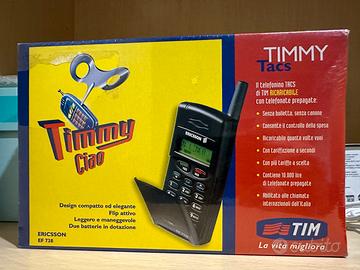 TIMMY
Tacs
Il telefonino TACS
di TIM RICARICABILE
con telefonate prepagate:
• Senza bolletta, senza canone
• Consente il controllo della spesa
• Ricaricabile quante volte vuoi
• Con tariffazione a secondi
• Con più tariffe a scelta
• Contiene 10.000 lire
di telefonate prepagate
• Abilitato alle chiamate
internazionali dall'Italia
Timmy
Ciao
ERICSSON
Design compatto ed elegante
Flip attivo
Leggero e maneggevole
Due batterie in dotazione
ERICSSON
EF 738
TIM
La vita migliora